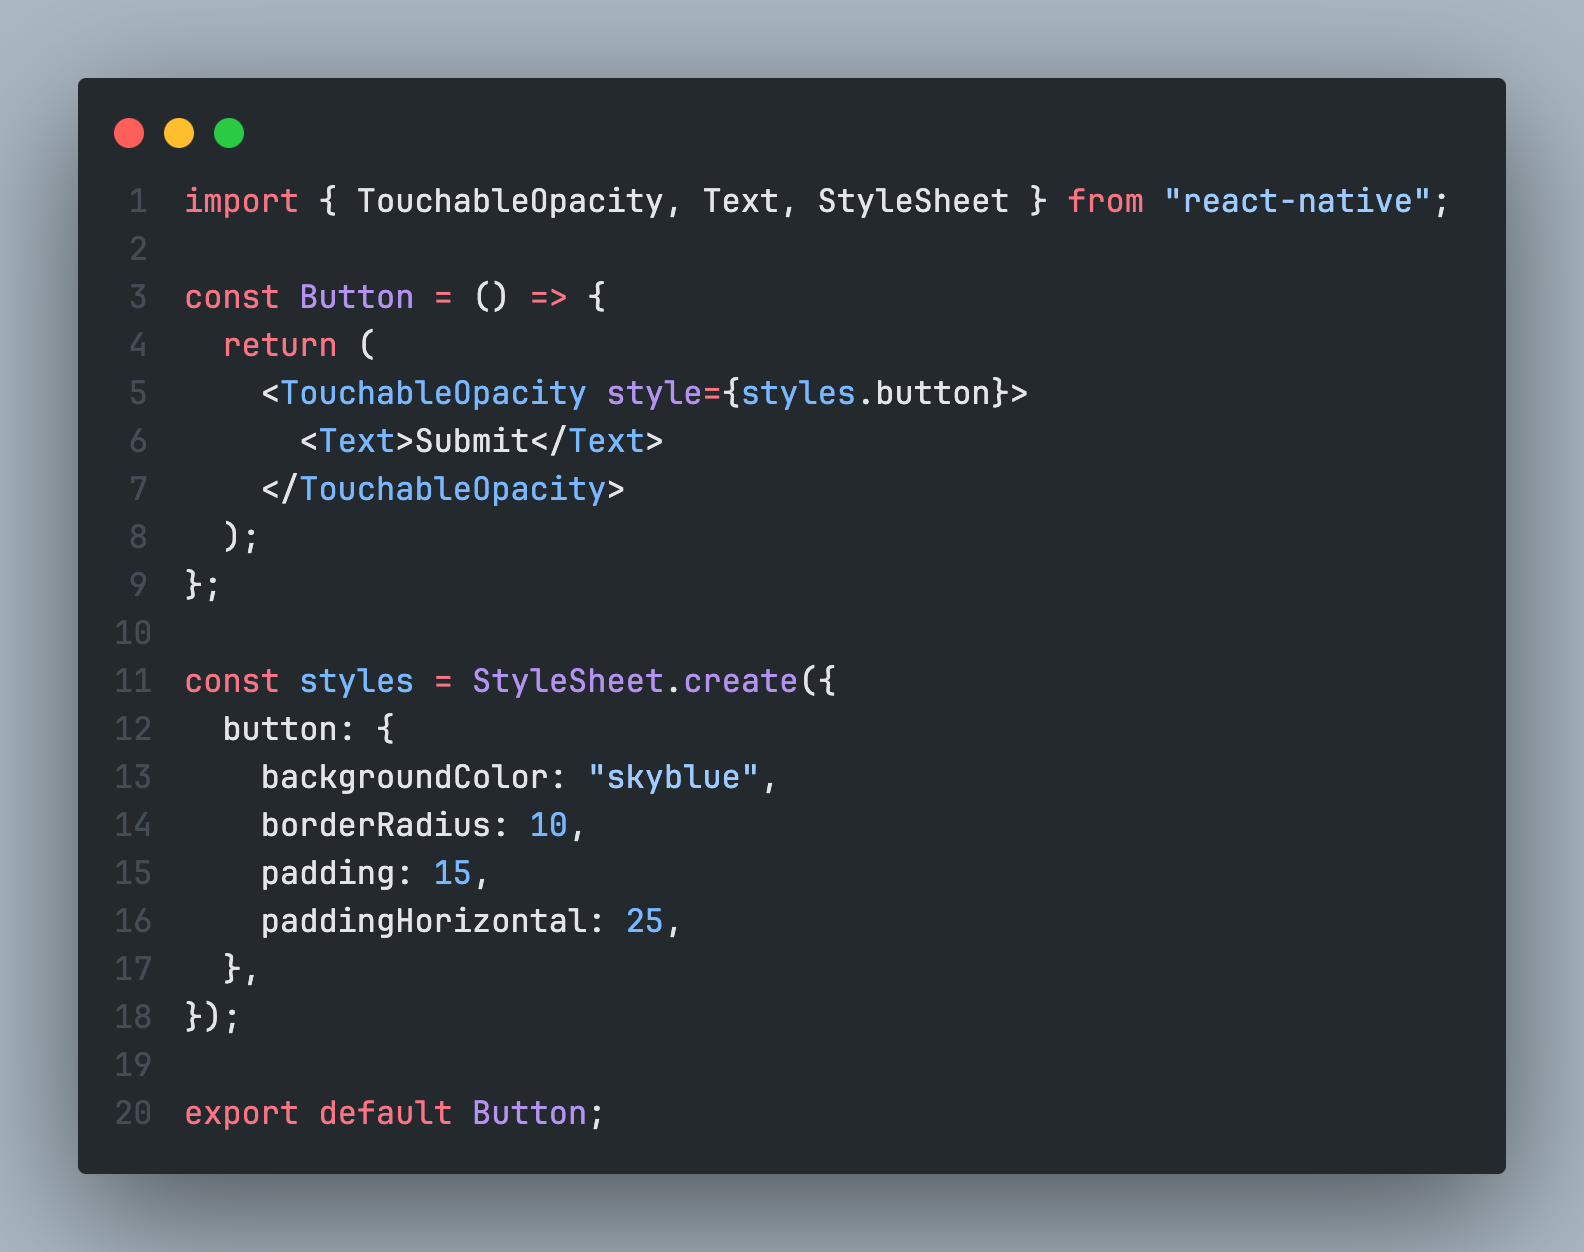 1 import { TouchableOpacity, Text, StyleSheet } from "react-native";
2
3 const Button = () => {
4   return (
5     <TouchableOpacity style={styles.button}>
6       <Text>Submit</Text>
7     </TouchableOpacity>
8   );
9 };
10
11 const styles = StyleSheet.create({
12   button: {
13     backgroundColor: "skyblue",
14     borderRadius: 10,
15     padding: 15,
16     paddingHorizontal: 25,
17   },
18 });
19
20 export default Button;